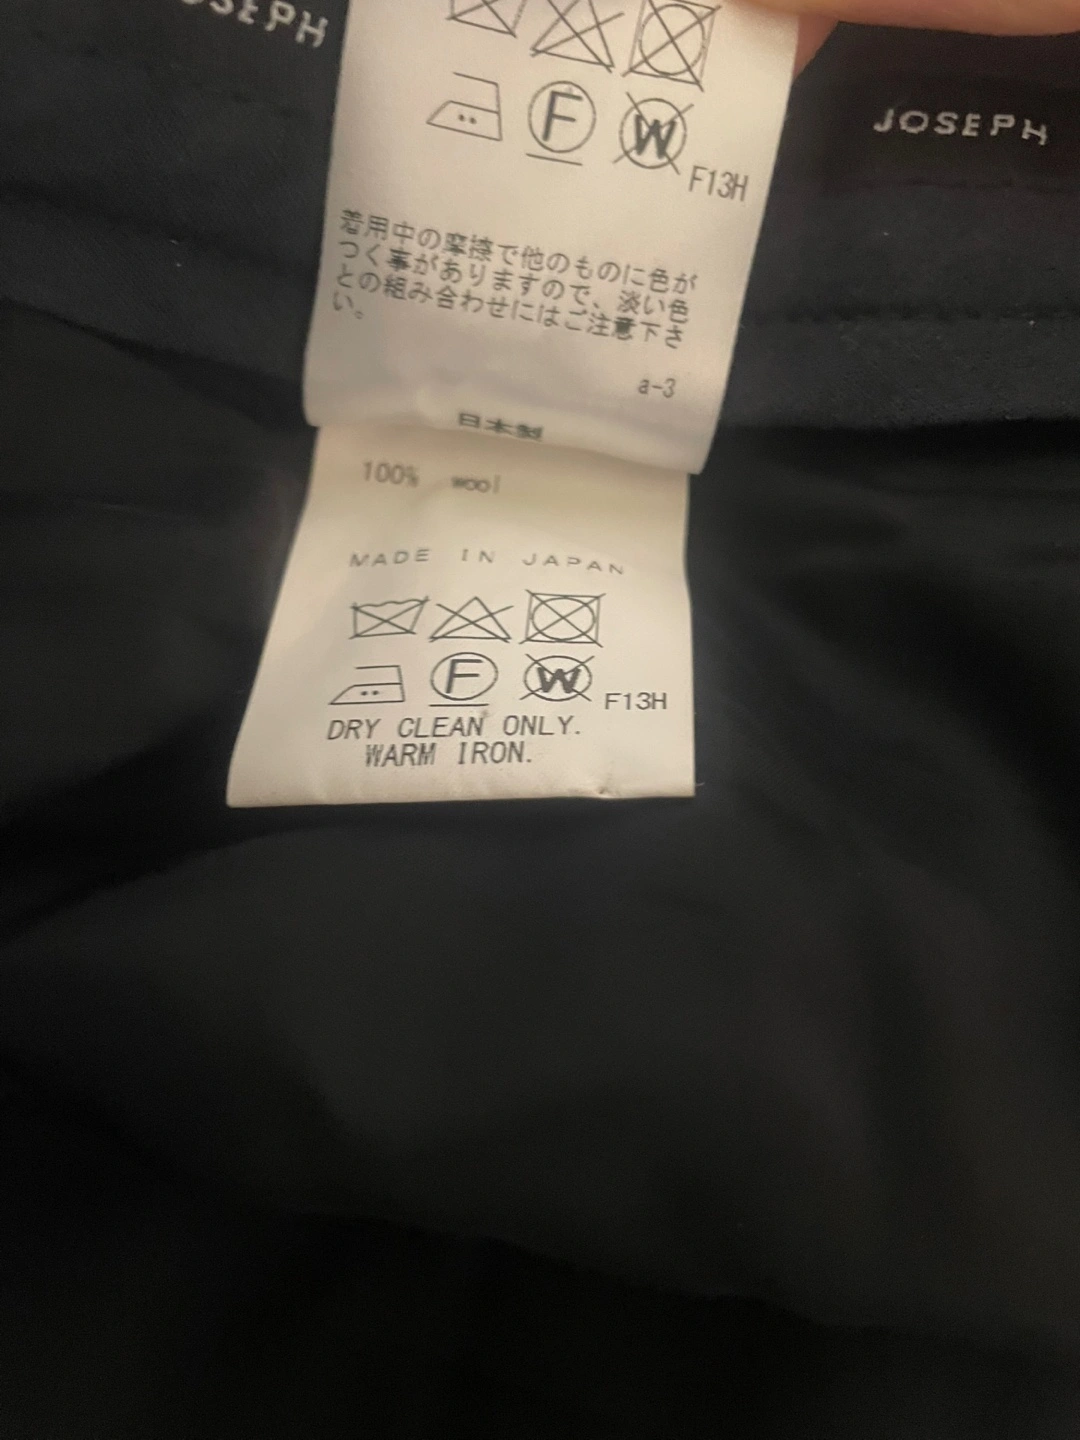 JOSEPH
JOSEPH
F
W
F13H
着用中の摩擦で他のものに色が
つく事がありますので、淡い色
との組み合わせにはご注意下さ
い。
a-3
日本製
100% wool
MADE IN JAPAN
F
W
F13H
DRY CLEAN ONLY.
WARM IRON.